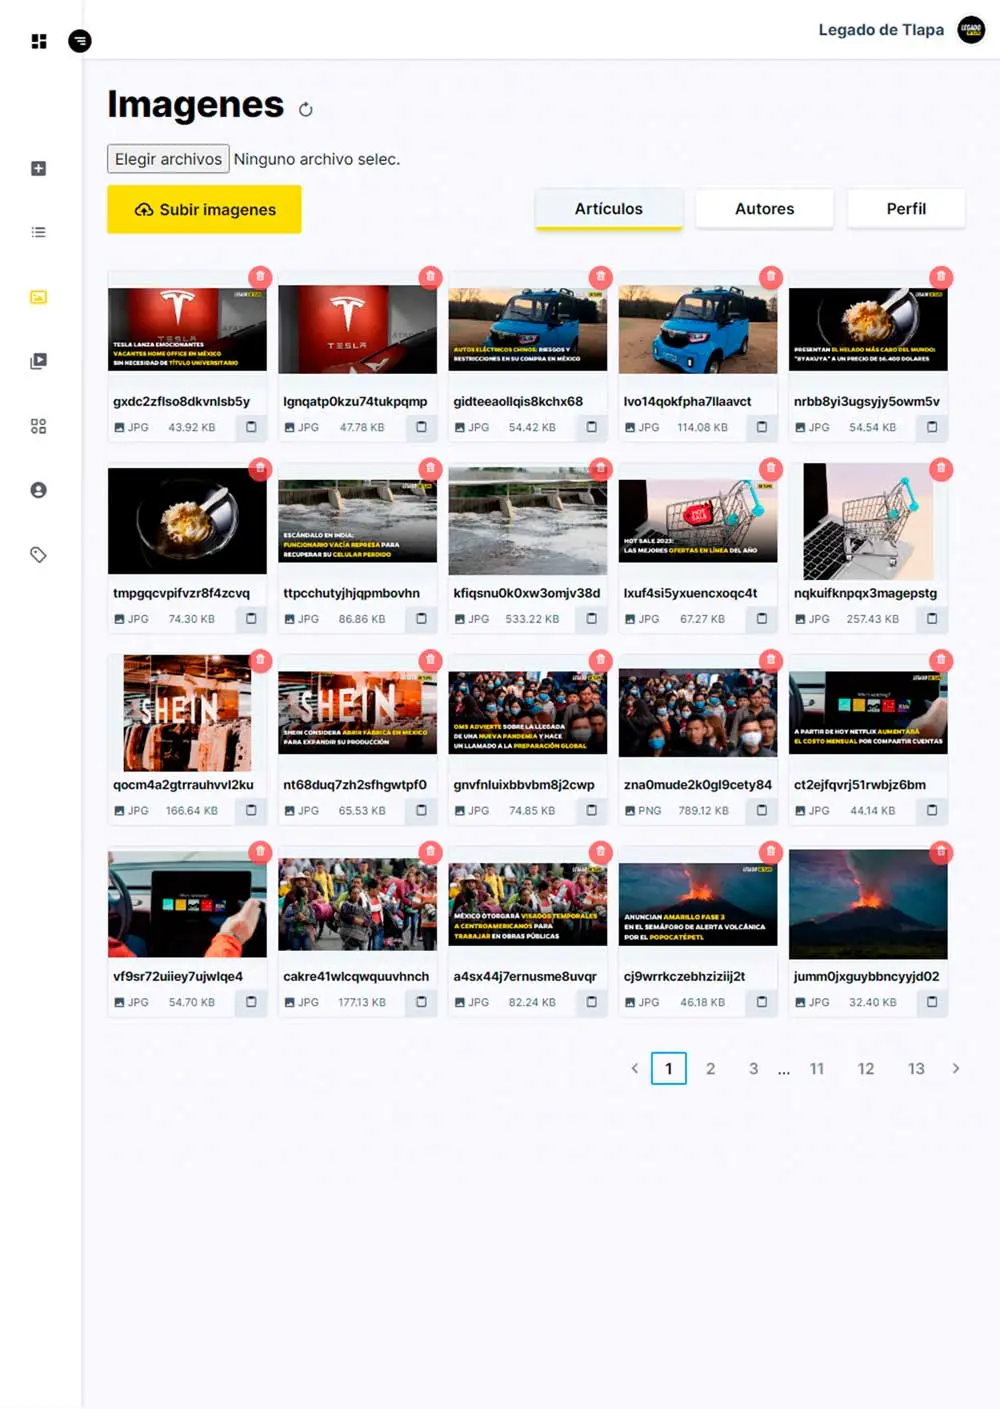 Legado de Tlapa
Imagenes
Elegir archivos Ninguno archivo selec.
Subir imagenes
Artículos
Autores
Perfil
TESLA
TESLA LANZA EMOCIONANTES
VACANTES HOME OFFICE EN MÉXICO
SIN NECESIDAD DE TÍTULO UNIVERSITARIO
gxdc2zflso8dkvnlsb5y
JPG 43.92 KB
TESLA
lgnqatp0kzu74tukpqmp
JPG 47.78 KB
AUTOS ELÉCTRICOS CHINOS: RIESGOS Y
RESTRICCIONES EN SU COMPRA EN MÉXICO
gidteeaollqis8kchx68
JPG 54.42 KB
lvo14qokfpha7llaavct
JPG 114.08 KB
PRESENTAN EL HELADO MÁS CARO DEL MUNDO:
"BYAKUYA" A UN PRECIO DE $6,400 DOLARES
nrbb8yi3ugsyjy5owm5v
JPG 54.54 KB
tmpgqcvpifvzr8f4zcvq
JPG 74.30 KB
ESCÁNDALO EN INDIA:
FUNCIONARIO VACÍA REPRESA PARA
RECUPERAR SU CELULAR PERDIDO
ttpcchutyjhjqpmbovhn
JPG 86.86 KB
kfiqsnu0k0xw3omjv38d
JPG 533.22 KB
HOT SALE
HOT SALE 2023:
LAS MEJORES OFERTAS EN LÍNEA DEL AÑO
lxuf4si5yxuencxoqc4t
JPG 67.27 KB
nqkuifknpqx3magepstg
JPG 257.43 KB
SHEIN
qocm4a2gtrrauhvvl2ku
JPG 166.64 KB
SHEIN
SHEIN CONSIDERA ABRIR FÁBRICA EN MÉXICO
PARA EXPANDIR SU PRODUCCIÓN
nt68duq7zh2sfhgwtpf0
JPG 65.53 KB
OMS ADVIERTE SOBRE LA LLEGADA
DE UNA NUEVA PANDEMIA Y HACE
UN LLAMADO A LA PREPARACIÓN GLOBAL
gnvfnluixbbvbm8j2cwp
JPG 74.85 KB
zna0mude2k0gl9cety84
PNG 789.12 KB
A PARTIR DE HOY NETFLIX AUMENTARÁ
EL COSTO MENSUAL POR COMPARTIR CUENTAS
ct2ejfqvrj51rwbjz6bm
JPG 44.14 KB
vf9sr72uiiey7ujwlqe4
JPG 54.70 KB
cakre41wlcqwquuvhnch
JPG 177.13 KB
MÉXICO OTORGARÁ VISADOS TEMPORALES
A CENTROAMERICANOS PARA
TRABAJAR EN OBRAS PÚBLICAS
a4sx44j7ernusme8uvqr
JPG 82.24 KB
ANUNCIAN AMARILLO FASE 3
EN EL SEMÁFORO DE ALERTA VOLCÁNICA
POR EL POPOCATÉPETL
cj9wrrkczebhziziij2t
JPG 46.18 KB
jumm0jxguybbncyyjd02
JPG 32.40 KB
1 2 3 ... 11 12 13